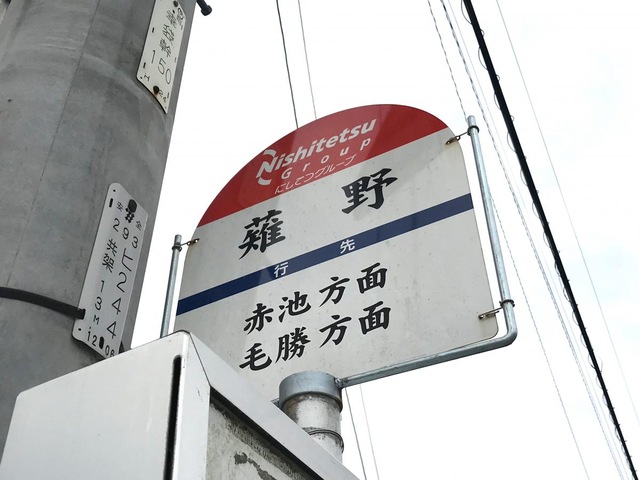 Nishitetsu
Group
にしてつグループ
薙野
行先
赤池方面
毛勝方面
150